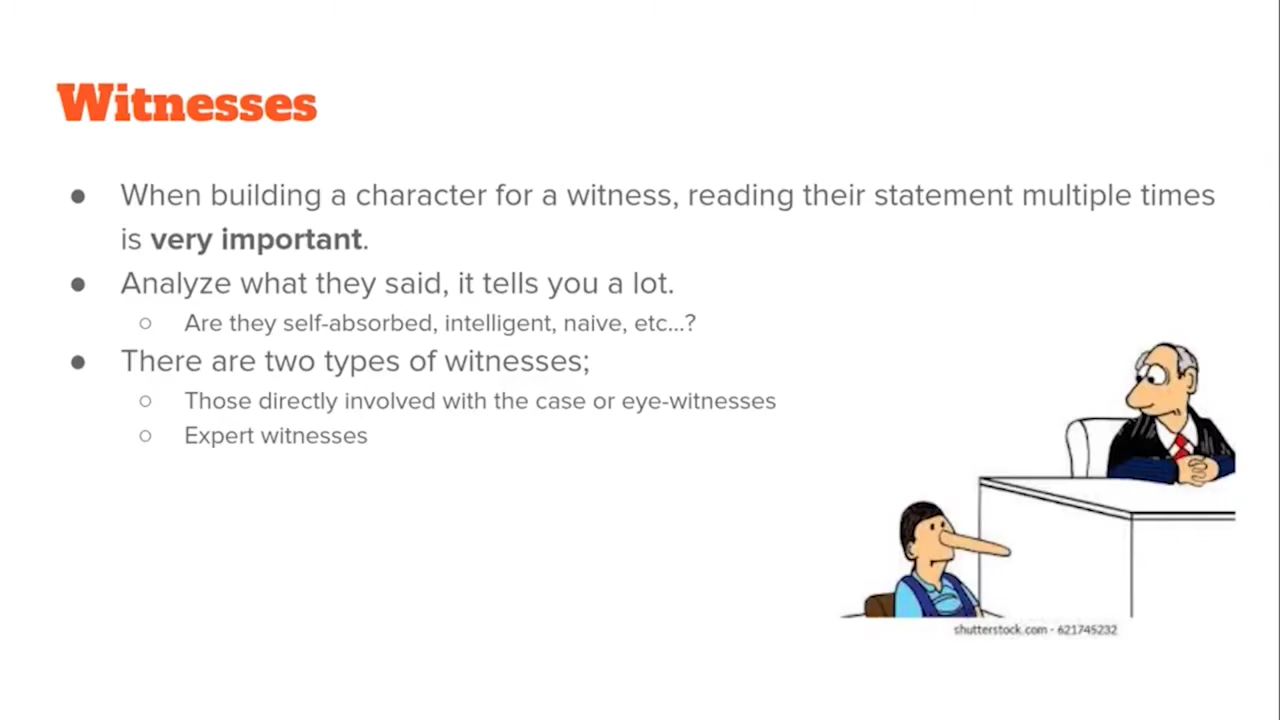 Witnesses
● When building a character for a witness, reading their statement multiple times
is very important.
● Analyze what they said, it tells you a lot.
○ Are they self-absorbed, intelligent, naive, etc...?
● There are two types of witnesses;
○ Those directly involved with the case or eye-witnesses
○ Expert witnesses
shutterstock.com · 621745232